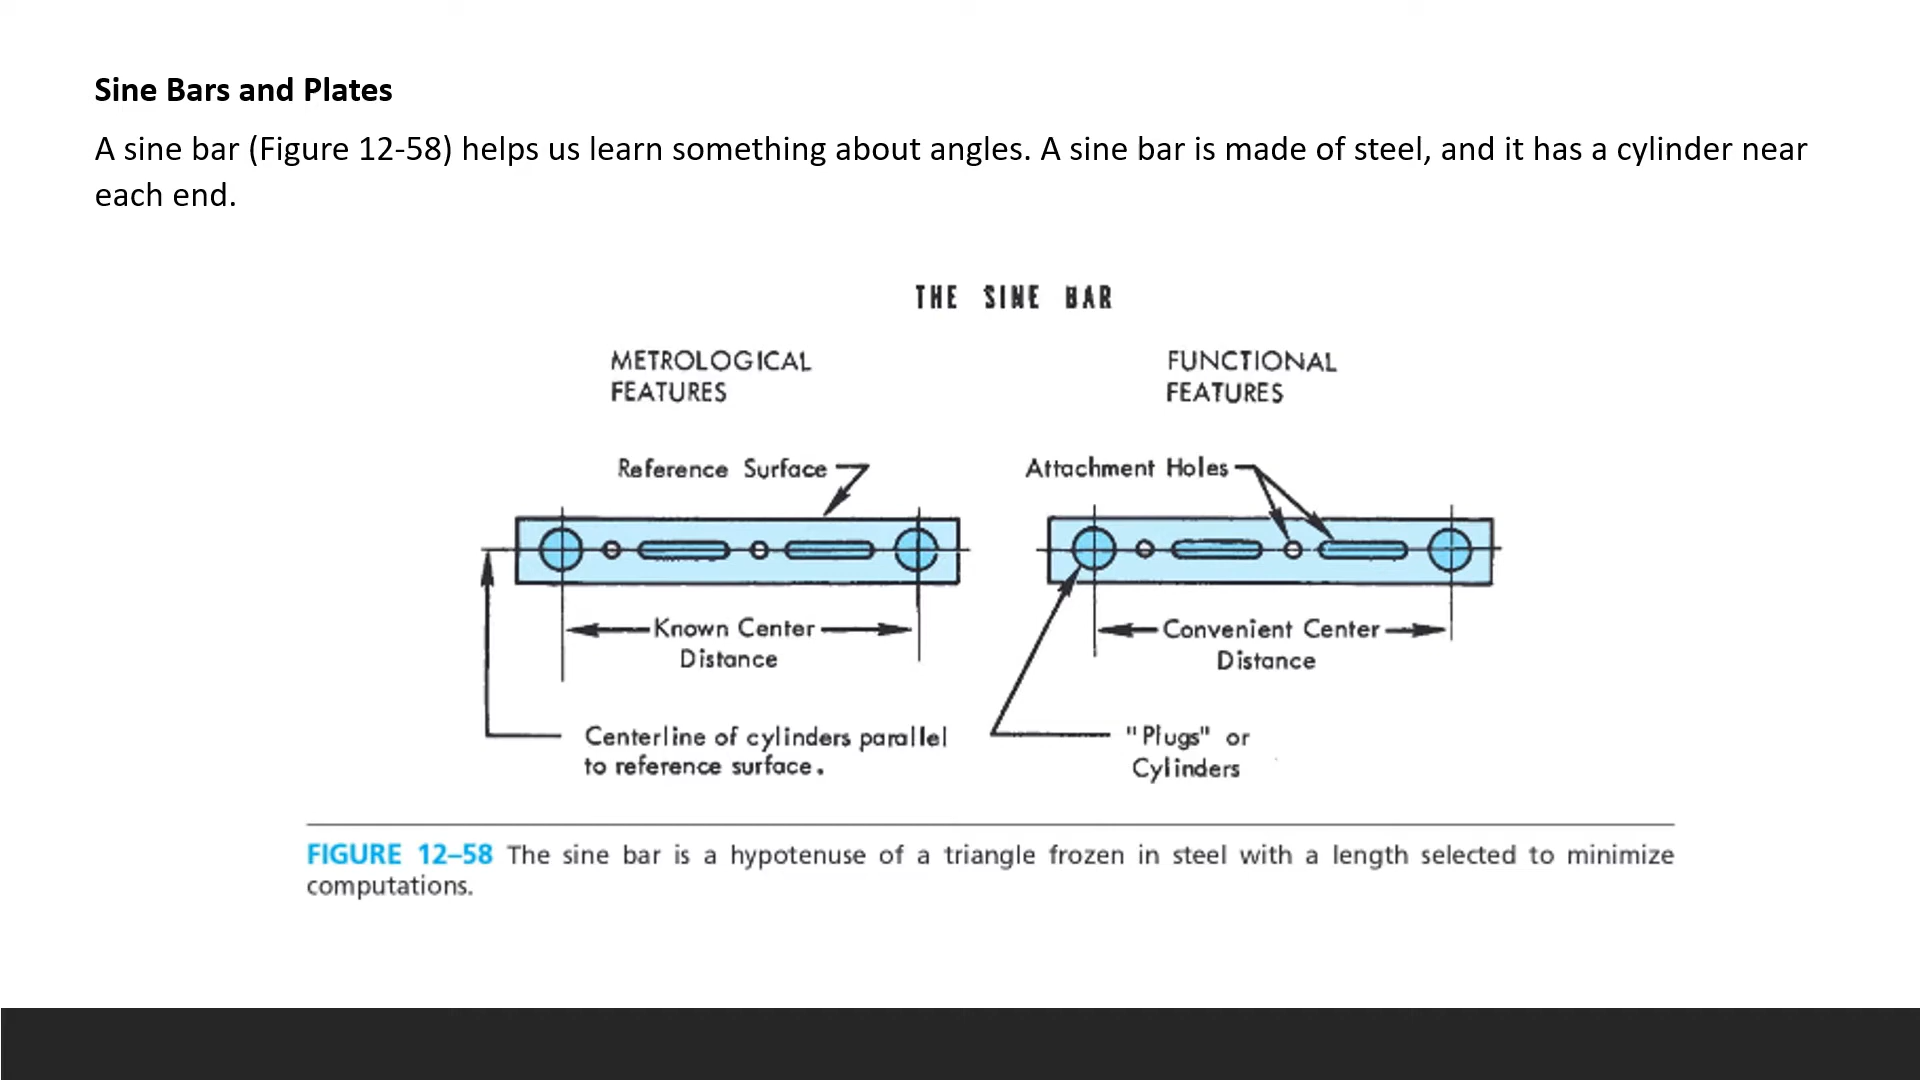 Sine Bars and Plates
A sine bar (Figure 12-58) helps us learn something about angles. A sine bar is made of steel, and it has a cylinder near
each end.
THE SINE BAR
METROLOGICAL
FEATURES
FUNCTIONAL
FEATURES
Reference Surface
Attachment Holes
Known Center
Distance
Convenient Center
Distance
Centerline of cylinders parallel
to reference surface.
"Plugs" or
Cylinders
FIGURE 12–58 The sine bar is a hypotenuse of a triangle frozen in steel with a length selected to minimize
computations.